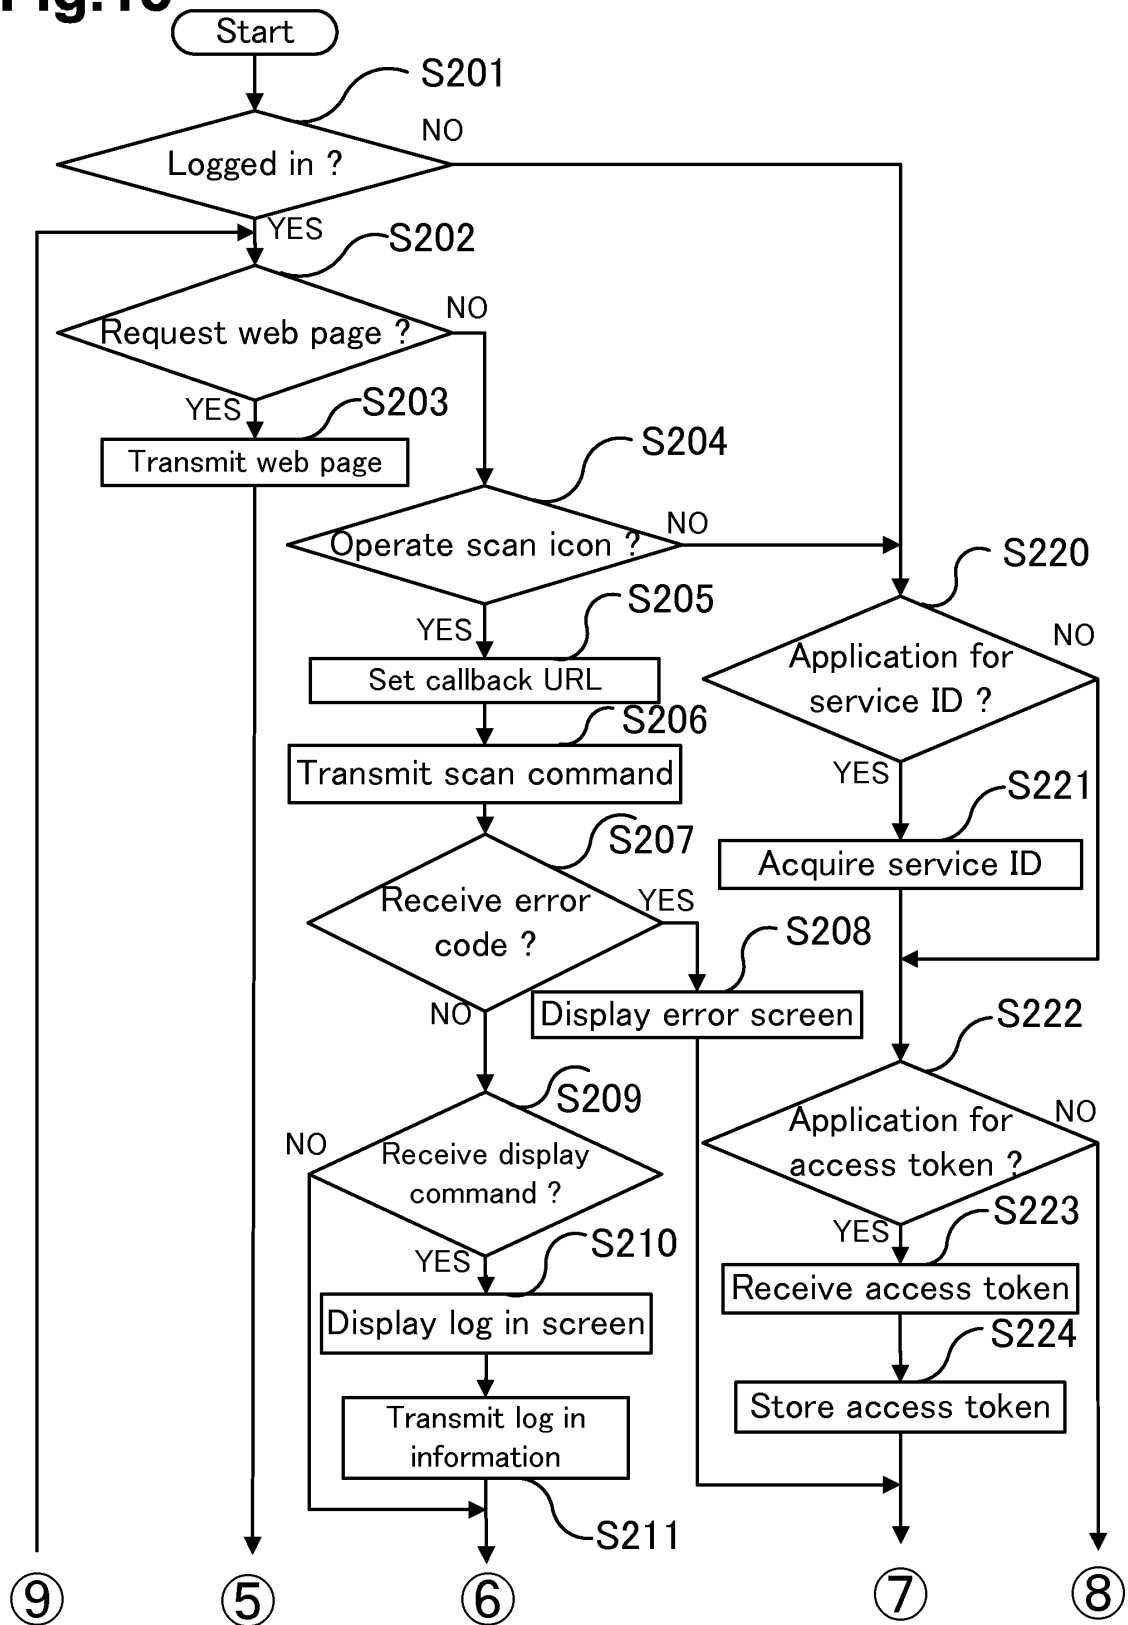 Start
S201
NO
Logged in ?
YES
S202
NO
Request web page ?
YES
S203
Transmit web page
S204
NO
Operate scan icon ?
S220
S205
YES
NO
Application for
service ID ?
Set callback URL
S206
Transmit scan command
YES
S221
S207
Acquire service ID
Receive error
code ?
YES
S208
NO
Display error screen
S222
S209
NO
Application for
access token ?
NO
Receive display
command ?
S223
YES
S210
YES
Receive access token
Display log in screen
S224
Store access token
Transmit log in
information
S211
⑨
⑤
⑥
⑦
⑧